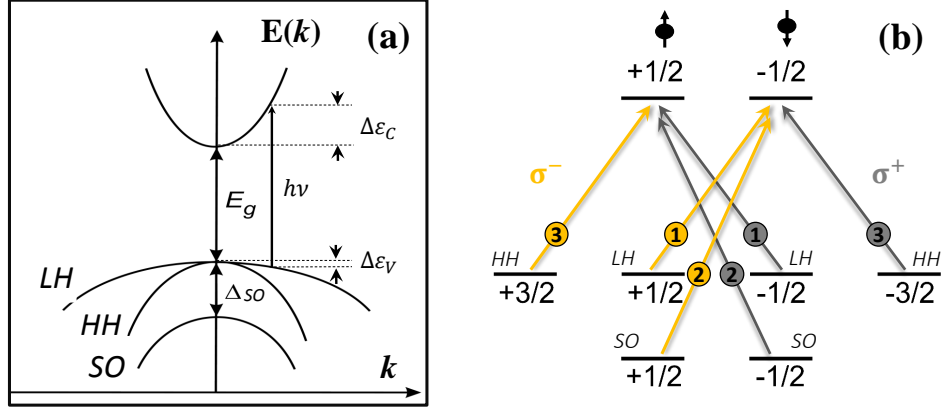 E(k) (a)
Δε_C
E_g
hν
Δε_V
LH
Δ_SO
HH
SO
k
(b)
+1/2 -1/2
σ⁻ σ⁺
3 1 1 3
HH LH LH HH
+3/2 +1/2 2 2 -1/2 -3/2
SO SO
+1/2 -1/2